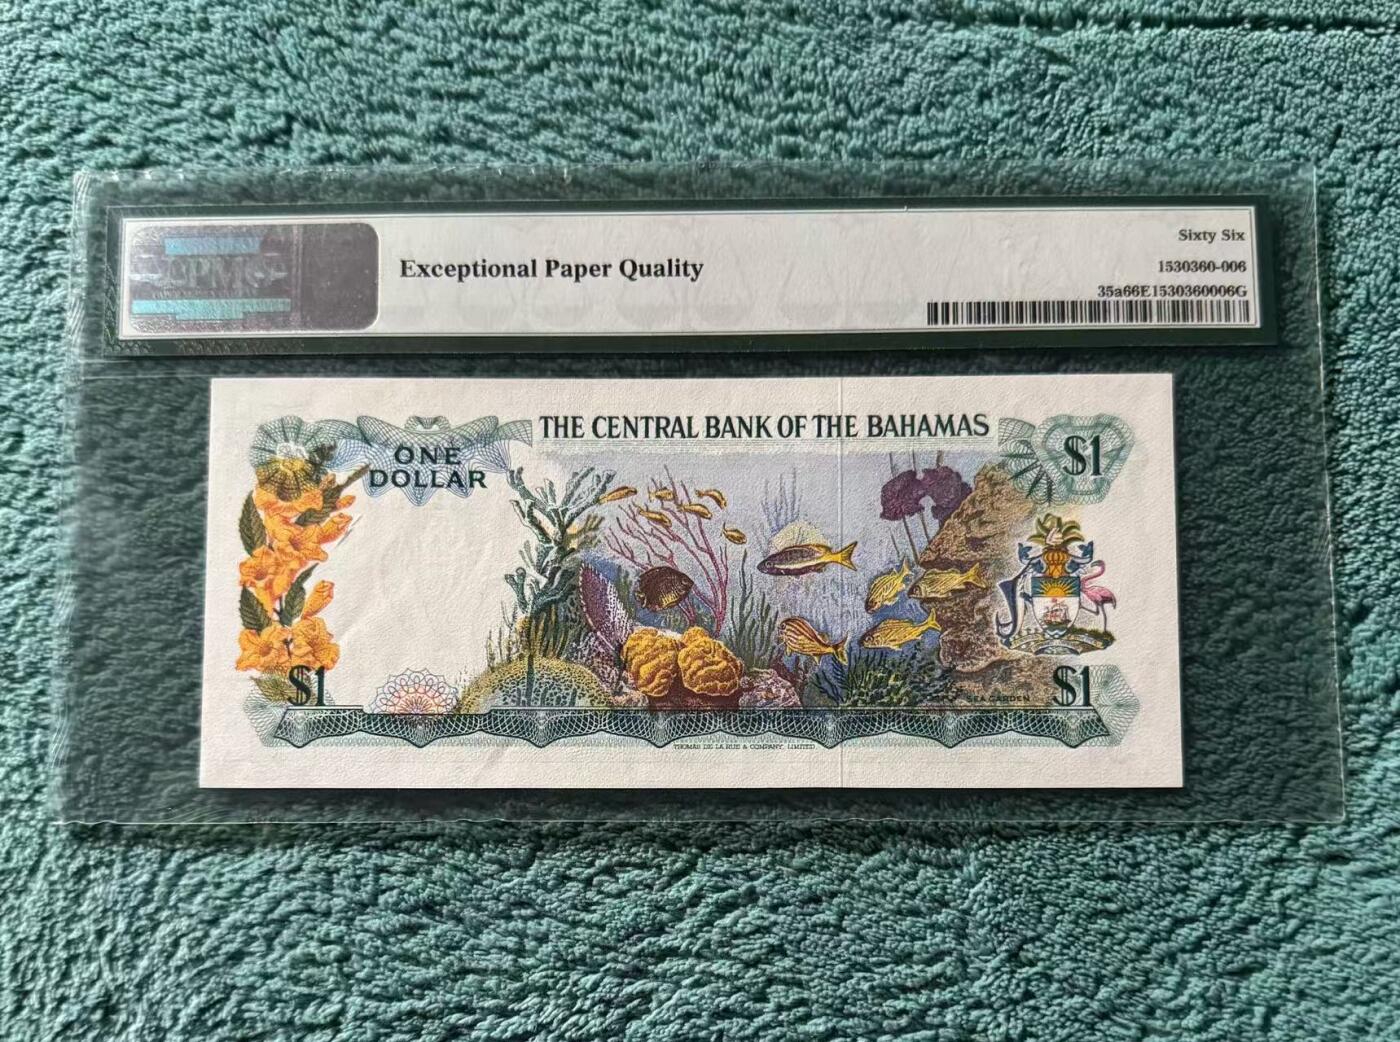 PMG
Exceptional Paper Quality
Sixty Six
1530360-006
35a66E1530360006G
THE CENTRAL BANK OF THE BAHAMAS
ONE
DOLLAR
$1
$1
SEA GARDEN
$1
THOMAS DE LA RUE & COMPANY, LIMITED